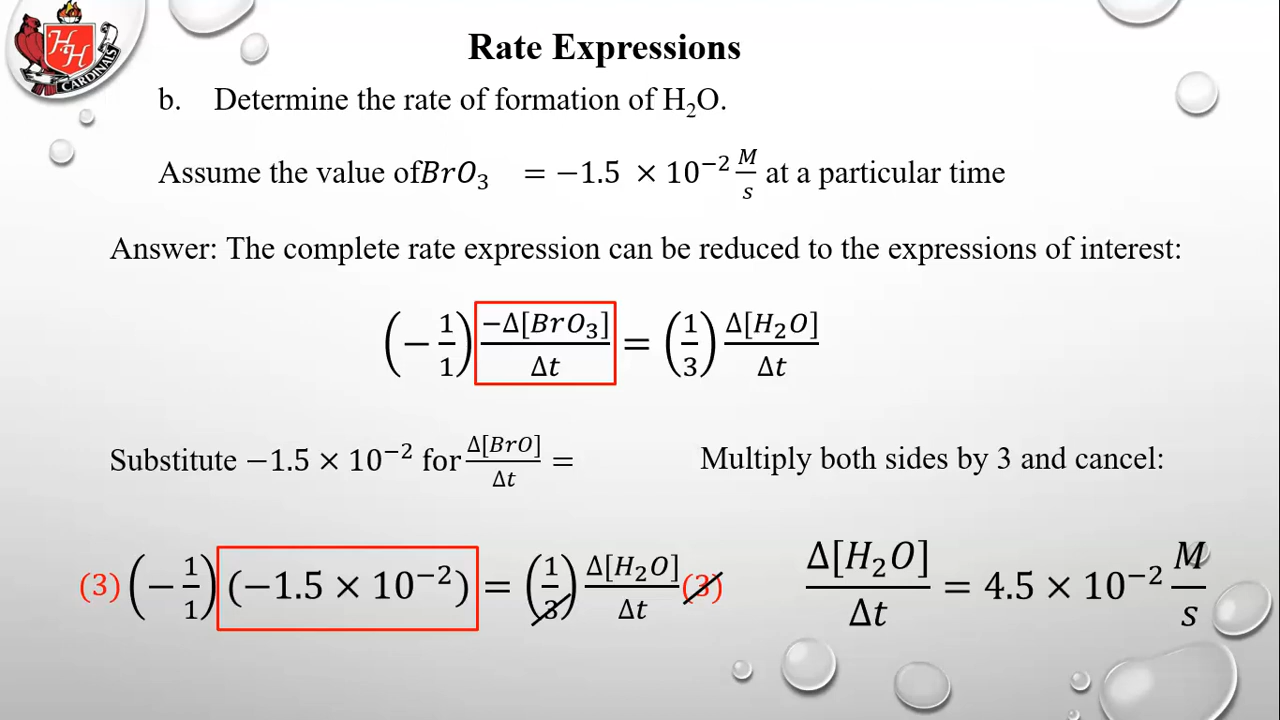 HH
CARDINALS
Rate Expressions
b. Determine the rate of formation of H₂O.
Assume the value ofBrO₃ = −1.5 × 10⁻² M/s at a particular time
Answer: The complete rate expression can be reduced to the expressions of interest:
(− 1/1) −Δ[BrO₃]/Δt = (1/3) Δ[H₂O]/Δt
Substitute −1.5 × 10⁻² for Δ[BrO]/Δt =
Multiply both sides by 3 and cancel:
(3) (− 1/1) (−1.5 × 10⁻²) = (1/3) Δ[H₂O]/Δt (3)
Δ[H₂O]/Δt = 4.5 × 10⁻² M/s